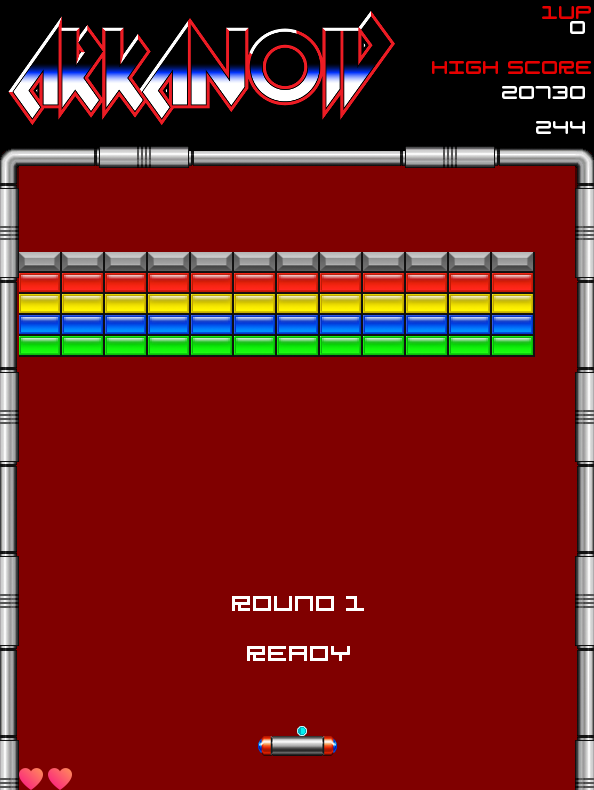 ARKANOID
1UP
0
HIGH SCORE
20730
244
ROUND 1
READY